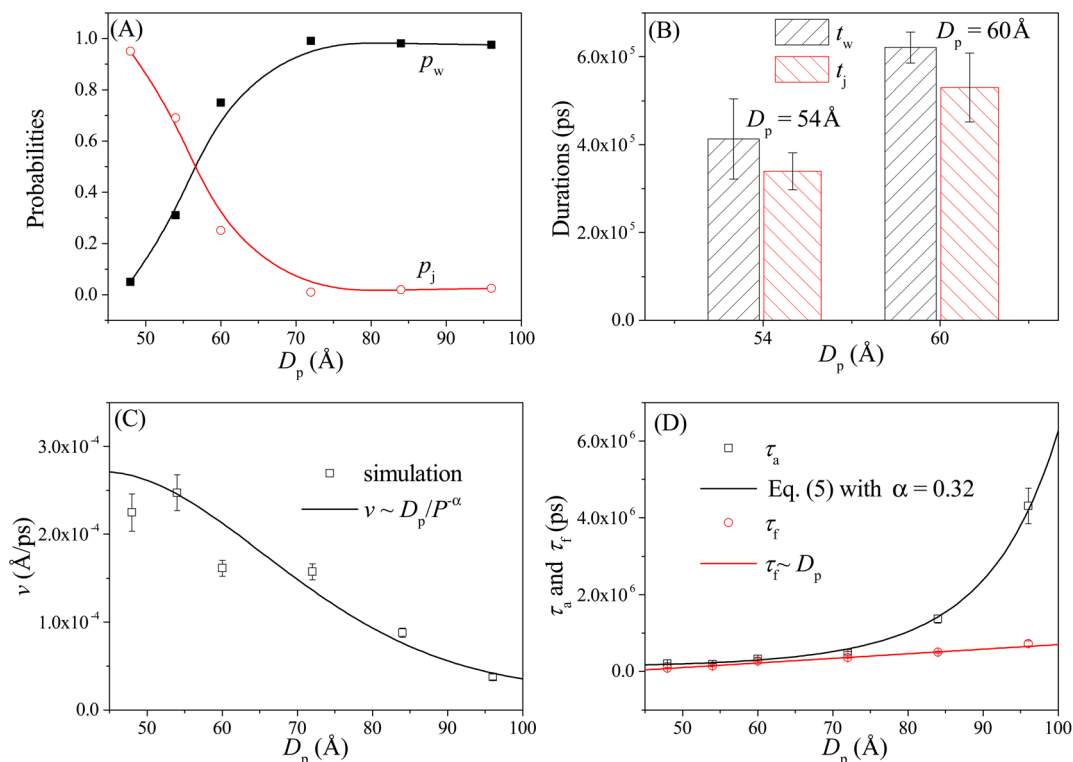 (A)
1.0
0.8
0.6
0.4
0.2
0.0
Probabilities
p_w
p_j
50 60 70 80 90 100
D_p (Å)
(B)
t_w
t_j
D_p = 54Å
D_p = 60Å
6.0x10^5
4.0x10^5
2.0x10^5
0.0
Durations (ps)
54 60
D_p (Å)
(C)
3.0x10^-4
2.0x10^-4
1.0x10^-4
0.0
v (Å/ps)
simulation
v ~ D_p/P^-α
50 60 70 80 90 100
D_p (Å)
(D)
6.0x10^6
4.0x10^6
2.0x10^6
0.0
τ_a and τ_f (ps)
τ_a
Eq. (5) with α = 0.32
τ_f
τ_f~ D_p
50 60 70 80 90 100
D_p (Å)